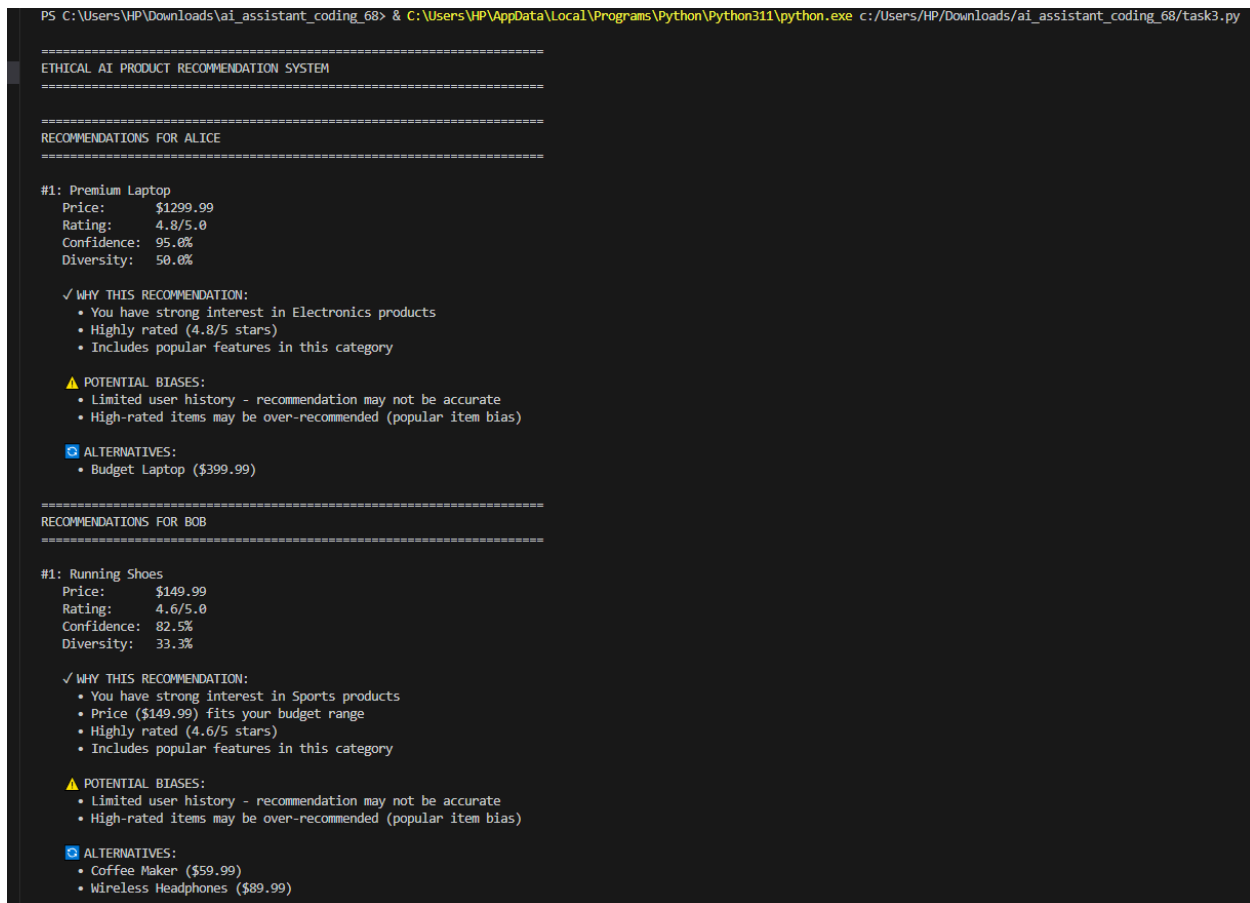 PS C:\Users\HP\Downloads\ai_assistant_coding_68> & C:\Users\HP\AppData\Local\Programs\Python\Python311\python.exe c:/Users/HP/Downloads/ai_assistant_coding_68/task3.py
======================================================================
ETHICAL AI PRODUCT RECOMMENDATION SYSTEM
======================================================================
======================================================================
RECOMMENDATIONS FOR ALICE
======================================================================
#1: Premium Laptop
Price: $1299.99
Rating: 4.8/5.0
Confidence: 95.0%
Diversity: 50.0%
✓ WHY THIS RECOMMENDATION:
• You have strong interest in Electronics products
• Highly rated (4.8/5 stars)
• Includes popular features in this category
⚠️ POTENTIAL BIASES:
• Limited user history - recommendation may not be accurate
• High-rated items may be over-recommended (popular item bias)
🔄 ALTERNATIVES:
• Budget Laptop ($399.99)
======================================================================
RECOMMENDATIONS FOR BOB
======================================================================
#1: Running Shoes
Price: $149.99
Rating: 4.6/5.0
Confidence: 82.5%
Diversity: 33.3%
✓ WHY THIS RECOMMENDATION:
• You have strong interest in Sports products
• Price ($149.99) fits your budget range
• Highly rated (4.6/5 stars)
• Includes popular features in this category
⚠️ POTENTIAL BIASES:
• Limited user history - recommendation may not be accurate
• High-rated items may be over-recommended (popular item bias)
🔄 ALTERNATIVES:
• Coffee Maker ($59.99)
• Wireless Headphones ($89.99)